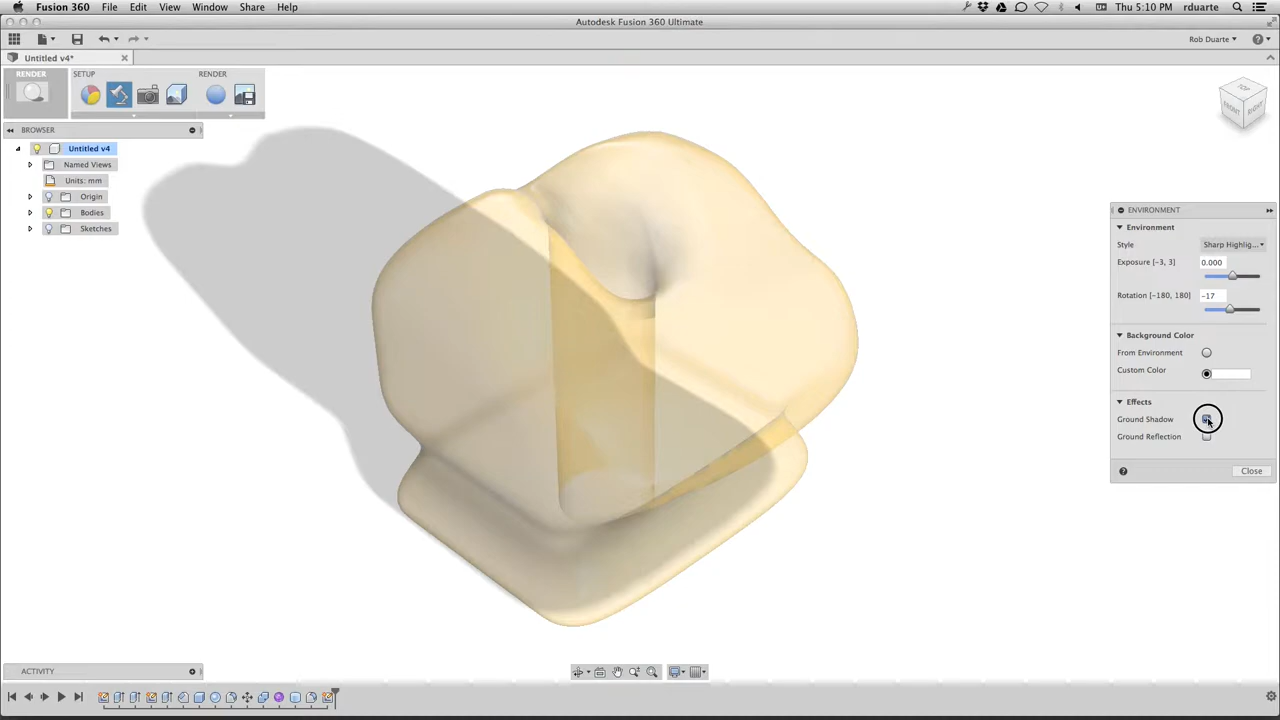 Fusion 360 File Edit View Window Share Help Thu 5:10 PM rduarte
Autodesk Fusion 360 Ultimate
Rob Duarte
Untitled v4*
RENDER SETUP RENDER
BROWSER
Untitled v4
Named Views
Units: mm
Origin
Bodies
Sketches
TOP
FRONT RIGHT
ENVIRONMENT
Environment
Style Sharp Highlig...
Exposure [-3, 3] 0.000
Rotation [-180, 180] -17
Background Color
From Environment
Custom Color
Effects
Ground Shadow
Ground Reflection
Close
ACTIVITY